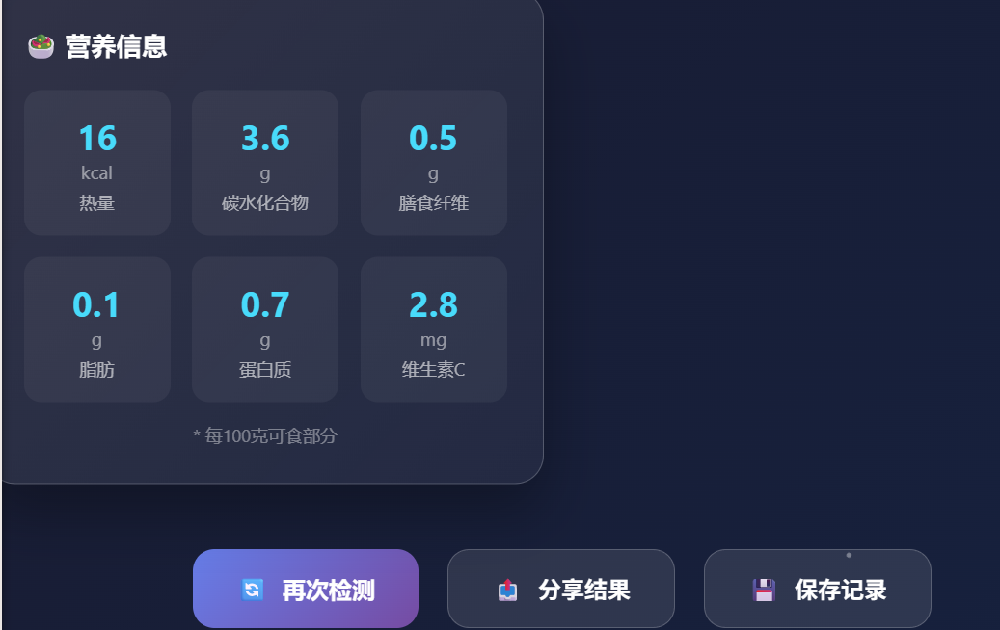 营养信息
16 3.6 0.5
kcal g g
热量 碳水化合物 膳食纤维
0.1 0.7 2.8
g g mg
脂肪 蛋白质 维生素C
* 每100克可食部分
再次检测 分享结果 保存记录